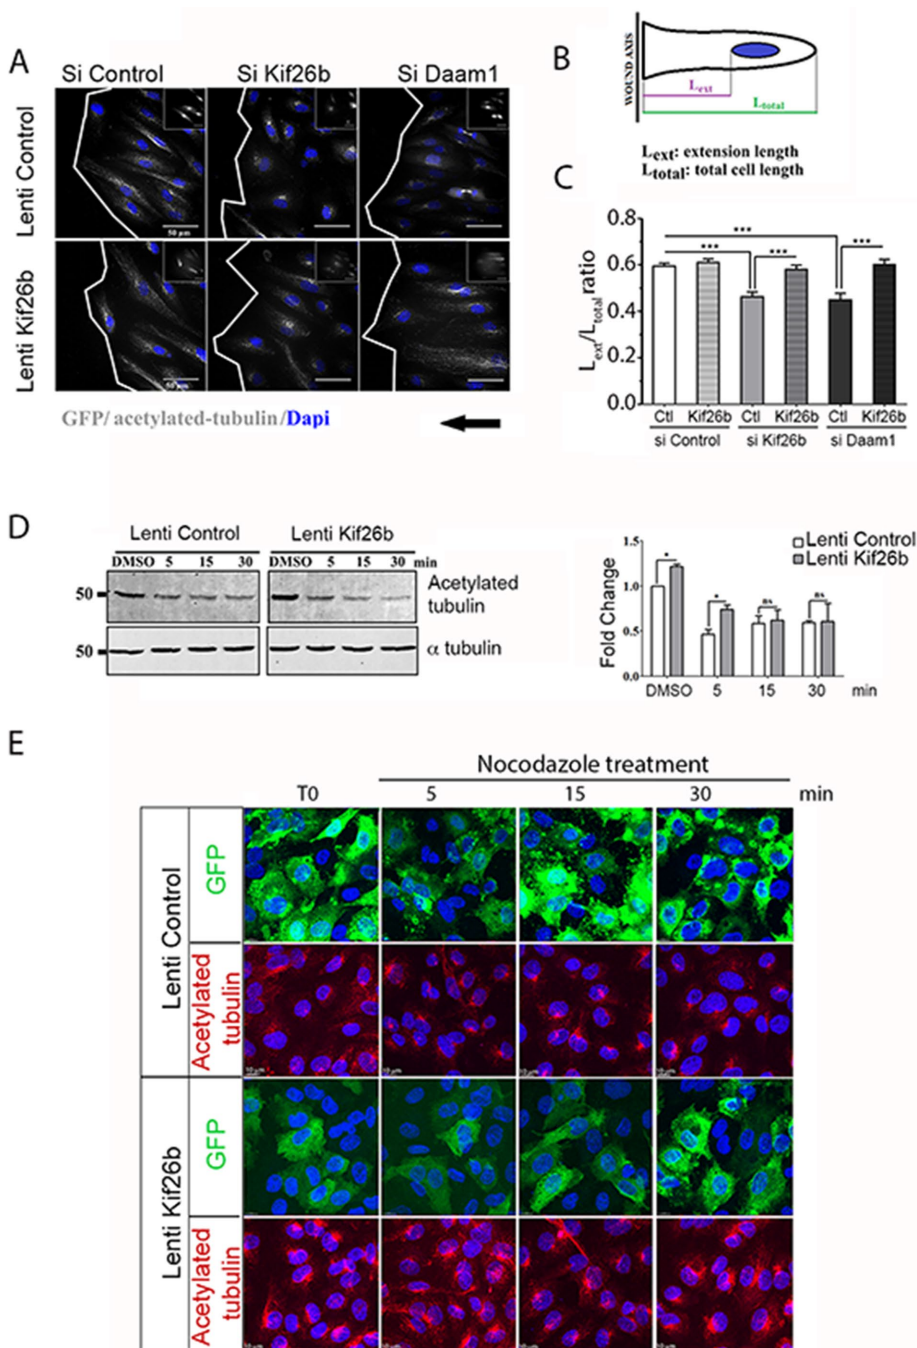 A
Si Control
Si Kif26b
Si Daam1
Lenti Control
50 μm
Lenti Kif26b
50 μm
GFP/acetylated-tubulin/Dapi
B
WOUND AXIS
Lext
Ltotal
Lext: extension length
Ltotal: total cell length
C
Lext/Ltotal ratio
0.8
0.6
0.4
0.2
0.0
***
***
***
***
Ctl Kif26b Ctl Kif26b Ctl Kif26b
si Control si Kif26b si Daam1
D
Lenti Control
Lenti Kif26b
DMSO 5 15 30
DMSO 5 15 30 min
50
Acetylated
tubulin
50
α tubulin
Lenti Control
Lenti Kif26b
Fold Change
1.5
1.0
0.5
0.0
*
*
ns
ns
DMSO 5 15 30 min
E
Nocodazole treatment
T0 5 15 30 min
Lenti Control
GFP
Acetylated
tubulin
Lenti Kif26b
GFP
Acetylated
tubulin